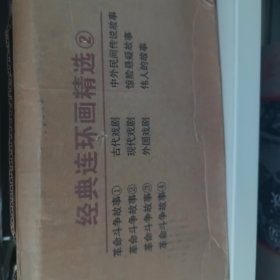 经典连环画精选②
革命斗争故事① 古代戏剧 中外民间传说故事
革命斗争故事② 现代戏剧 惊险悬疑故事
革命斗争故事③ 外国戏剧 伟人的故事
革命斗争故事④